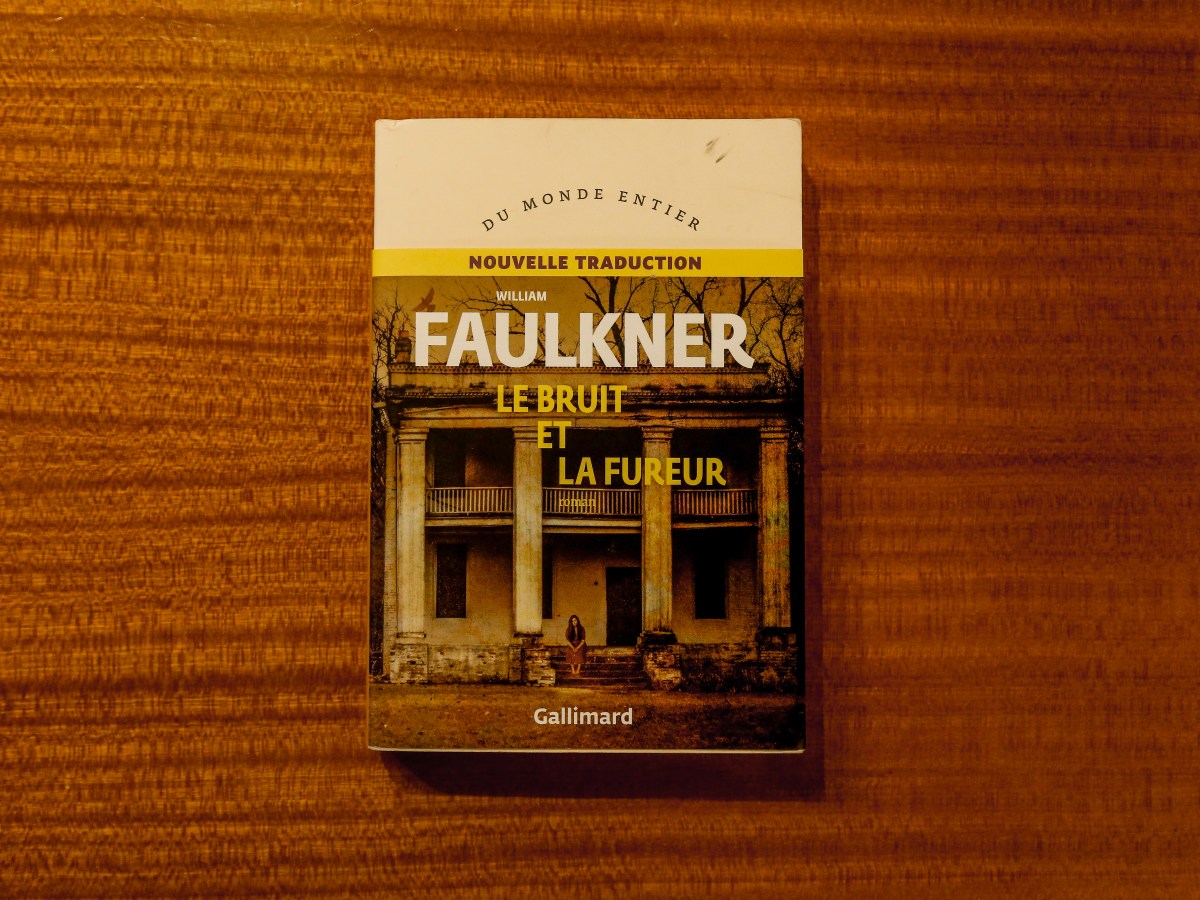 DU MONDE ENTIER
NOUVELLE TRADUCTION
WILLIAM
FAULKNER
LE BRUIT
ET
LA FUREUR
roman
Gallimard